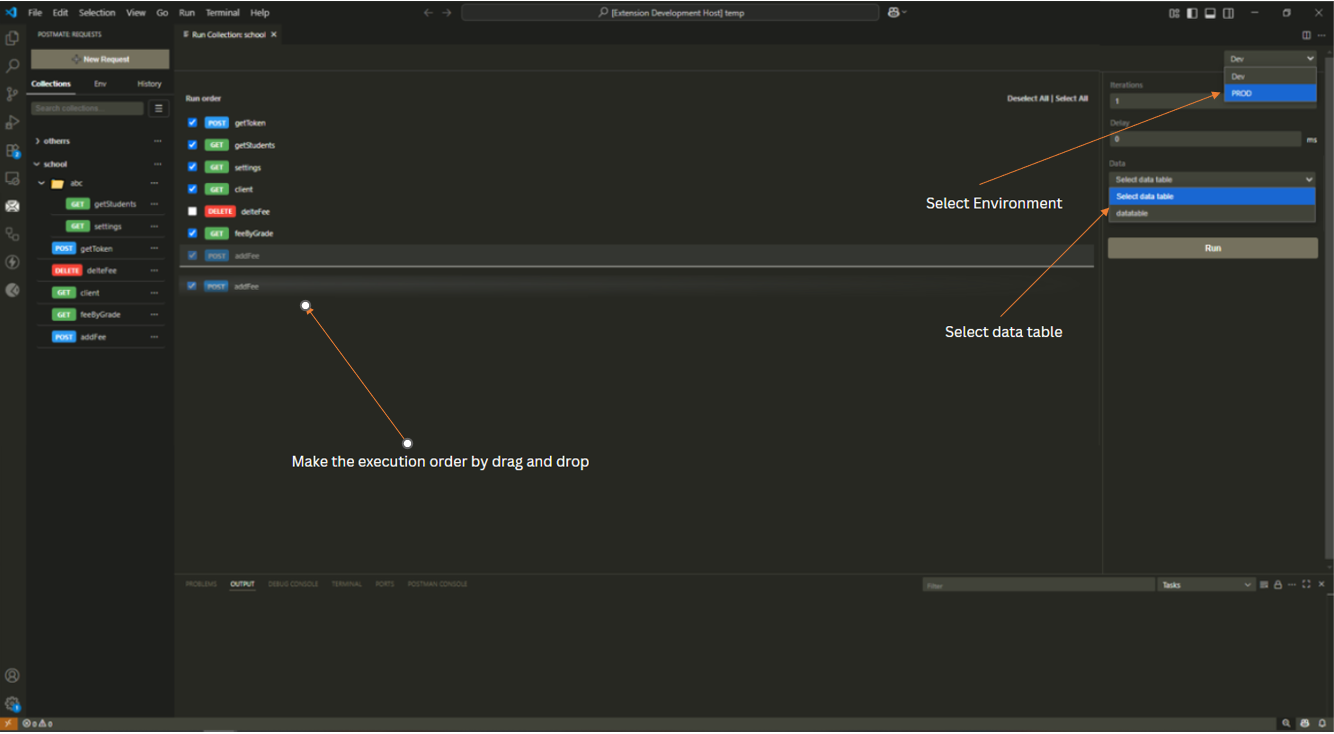 File Edit Selection View Go Run Terminal Help
[Extension Development Host] temp
POSTMATE: REQUESTS
Run Collection: school
New Request
Collections Env History
Search collections...
otherrs
school
abc
GET getStudents
GET settings
POST getToken
DELETE delteFee
GET client
GET feeByGrade
POST addFee
Run order
Deselect All | Select All
POST getToken
GET getStudents
GET settings
GET client
DELETE delteFee
GET feeByGrade
POST addFee
POST addFee
Dev
Dev
PROD
Iterations
1
Delay
0 ms
Data
Select data table
Select data table
datatable
Run
Select Environment
Select data table
Make the execution order by drag and drop
PROBLEMS OUTPUT DEBUG CONSOLE TERMINAL PORTS POSTMAN CONSOLE
Filter
Tasks
0 0